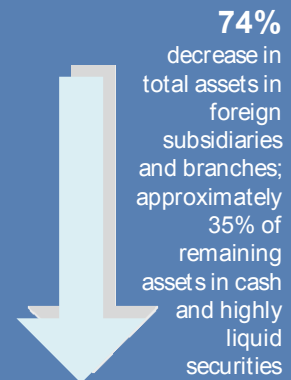 74%
decrease in
total assets in
foreign
subsidiaries
and branches;
approximately
35% of
remaining
assets in cash
and highly
liquid
securities